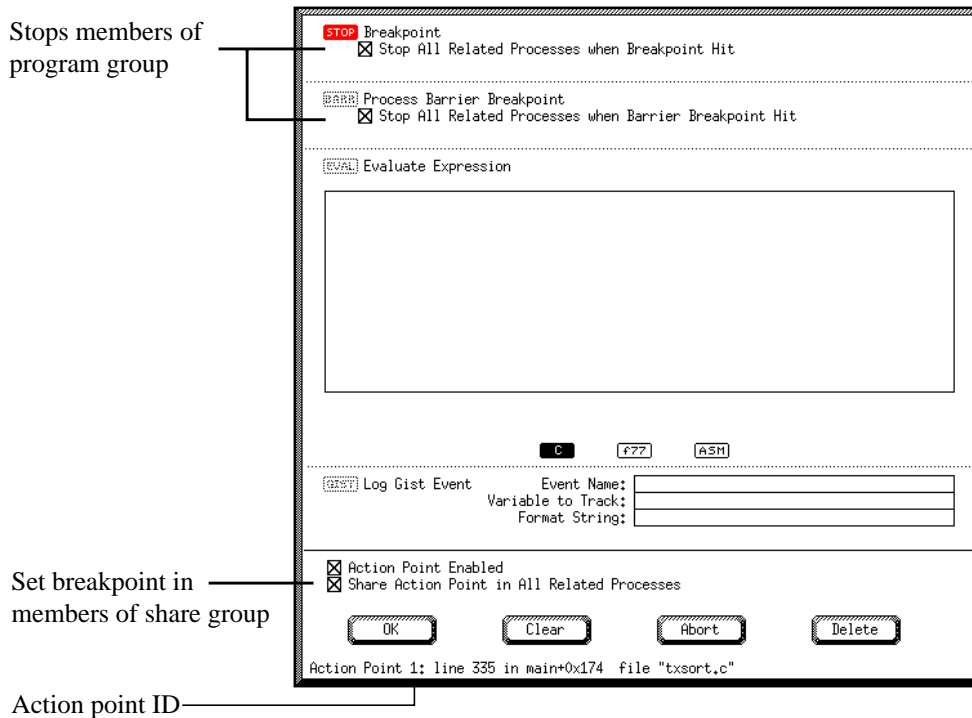 Stops members of
program group
STOP Breakpoint
Stop All Related Processes when Breakpoint Hit
BARR Process Barrier Breakpoint
Stop All Related Processes when Barrier Breakpoint Hit
EVAL Evaluate Expression
C f77 ASM
GIST Log Gist Event Event Name:
Variable to Track:
Format String:
Set breakpoint in
members of share group
Action Point Enabled
Share Action Point in All Related Processes
OK Clear Abort Delete
Action Point 1: line 335 in main+0x174 file "txsort.c"
Action point ID